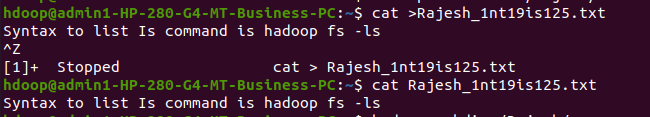 hdoop@admin1-HP-280-G4-MT-Business-PC:~$ cat >Rajesh_1nt19is125.txt
Syntax to list Is command is hadoop fs -ls
^Z
[1]+  Stopped                 cat > Rajesh_1nt19is125.txt
hdoop@admin1-HP-280-G4-MT-Business-PC:~$ cat Rajesh_1nt19is125.txt
Syntax to list Is command is hadoop fs -ls